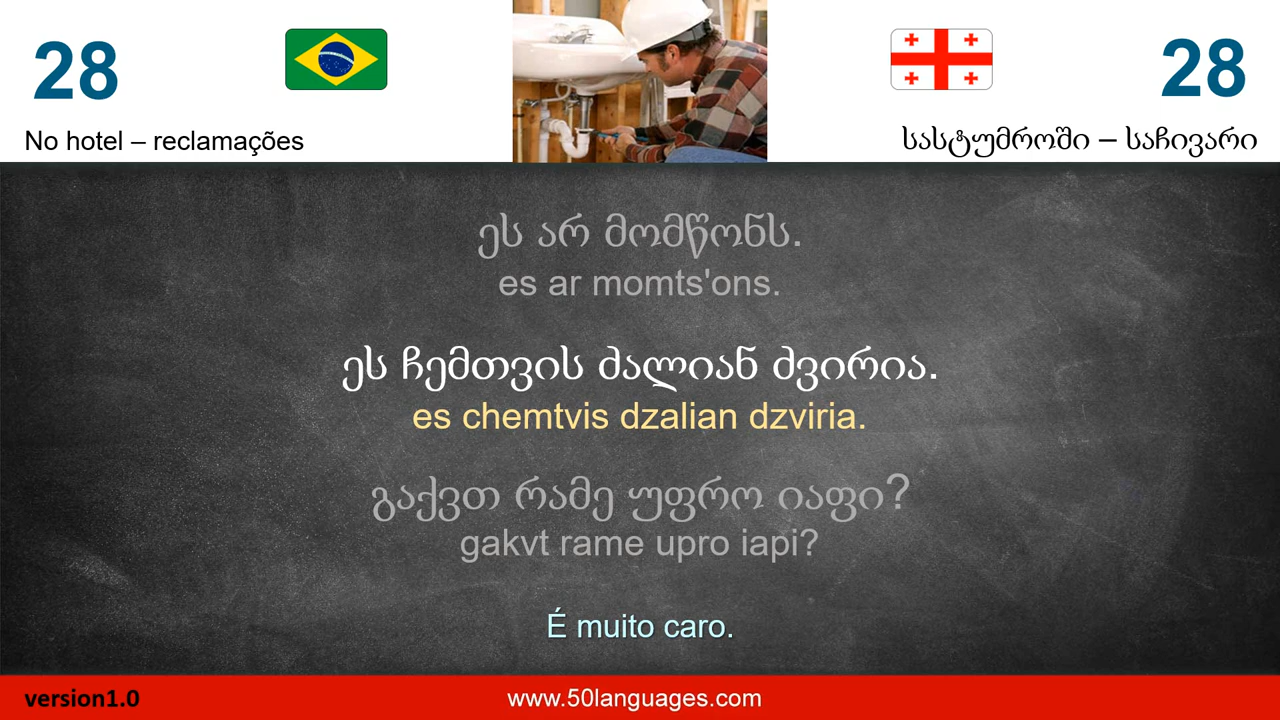 28
28
No hotel – reclamações
სასტუმროში – საჩივარი
ეს არ მომწონს.
es ar momts'ons.
ეს ჩემთვის ძალიან ძვირია.
es chemtvis dzalian dzviria.
გაქვთ რამე უფრო იაფი?
gakvt rame upro iapi?
É muito caro.
version1.0
www.50languages.com